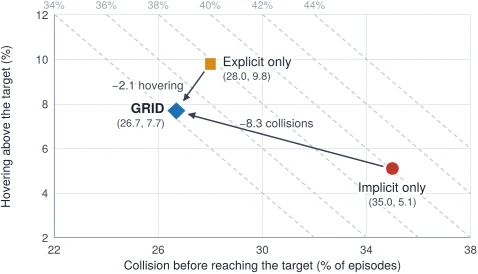 34% 36% 38% 40% 42% 44%
12
10
8
6
4
2
Hovering above the target (%)
Explicit only
(28.0, 9.8)
−2.1 hovering
GRID
(26.7, 7.7)
−8.3 collisions
Implicit only
(35.0, 5.1)
22 26 30 34 38
Collision before reaching the target (% of episodes)